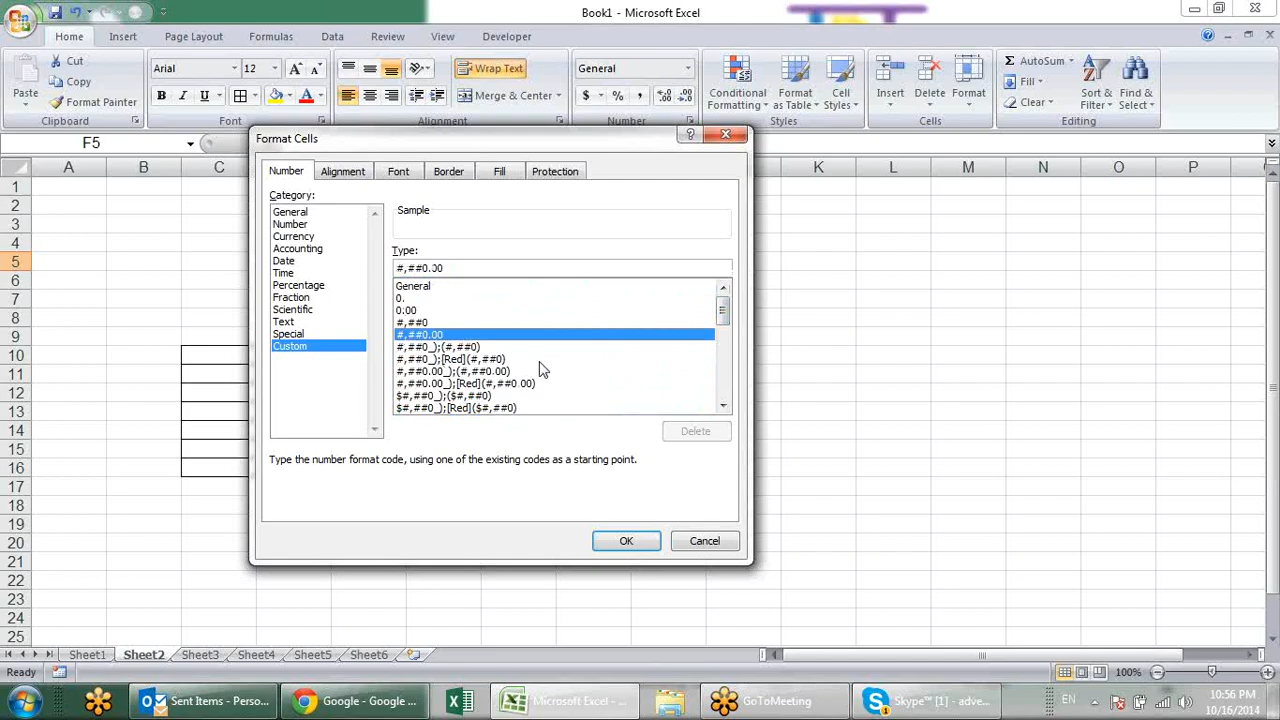 Book1 - Microsoft Excel
Home Insert Page Layout Formulas Data Review View Developer
Paste
Cut
Copy
Format Painter
Clipboard
Arial 12
B I U
Font
Wrap Text
Merge & Center
Alignment
General
$ % ,
Number
Conditional Formatting
Format as Table
Cell Styles
Styles
Insert
Delete
Format
Cells
AutoSum
Fill
Clear
Sort & Filter
Find & Select
Editing
F5
A B C K L M N O P
1
2
3
4
5
6
7
8
9
10
11
12
13
14
15
16
17
18
19
20
21
22
23
24
25
Format Cells
Number Alignment Font Border Fill Protection
Category:
General
Number
Currency
Accounting
Date
Time
Percentage
Fraction
Scientific
Text
Special
Custom
Sample
Type:
#,##0.00
General
0.
0:00
#,##0
#,##0.00
#,##0_);(#,##0)
#,##0_);[Red](#,##0)
#,##0.00_);(#,##0.00)
#,##0.00_);[Red](#,##0.00)
$#,##0_);($#,##0)
$#,##0_);[Red]($#,##0)
Delete
Type the number format code, using one of the existing codes as a starting point.
OK Cancel
Sheet1 Sheet2 Sheet3 Sheet4 Sheet5 Sheet6
Ready
100%
Sent Items - Perso...
Google - Google ...
Microsoft Excel - ...
GoToMeeting
Skype™ [1] - adve...
EN
10:56 PM
10/16/2014